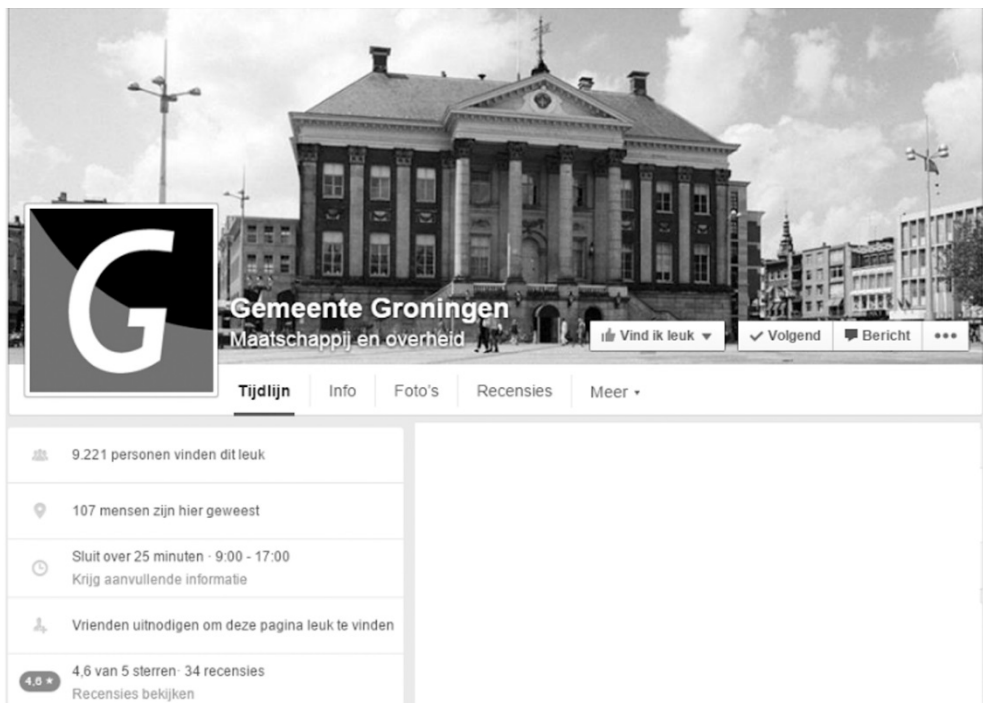 G
Gemeente Groningen
Maatschappij en overheid
Vind ik leuk
Volgend
Bericht
Tijdlijn
Info
Foto's
Recensies
Meer
9.221 personen vinden dit leuk
107 mensen zijn hier geweest
Sluit over 25 minuten · 9:00 - 17:00
Krijg aanvullende informatie
Vrienden uitnodigen om deze pagina leuk te vinden
4,6 ★
4,6 van 5 sterren · 34 recensies
Recensies bekijken